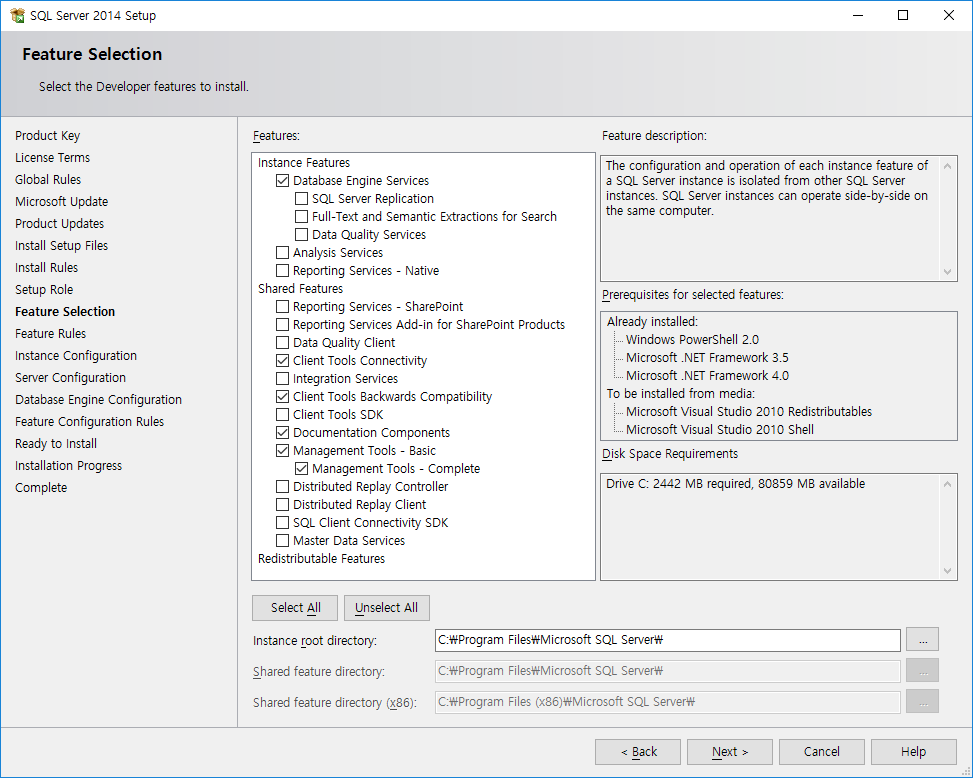 SQL Server 2014 Setup
Feature Selection
Select the Developer features to install.
Product Key
License Terms
Global Rules
Microsoft Update
Product Updates
Install Setup Files
Install Rules
Setup Role
Feature Selection
Feature Rules
Instance Configuration
Server Configuration
Database Engine Configuration
Feature Configuration Rules
Ready to Install
Installation Progress
Complete
Features:
Instance Features
Database Engine Services
SQL Server Replication
Full-Text and Semantic Extractions for Search
Data Quality Services
Analysis Services
Reporting Services - Native
Shared Features
Reporting Services - SharePoint
Reporting Services Add-in for SharePoint Products
Data Quality Client
Client Tools Connectivity
Integration Services
Client Tools Backwards Compatibility
Client Tools SDK
Documentation Components
Management Tools - Basic
Management Tools - Complete
Distributed Replay Controller
Distributed Replay Client
SQL Client Connectivity SDK
Master Data Services
Redistributable Features
Feature description:
The configuration and operation of each instance feature of
a SQL Server instance is isolated from other SQL Server
instances. SQL Server instances can operate side-by-side on
the same computer.
Prerequisites for selected features:
Already installed:
Windows PowerShell 2.0
Microsoft .NET Framework 3.5
Microsoft .NET Framework 4.0
To be installed from media:
Microsoft Visual Studio 2010 Redistributables
Microsoft Visual Studio 2010 Shell
Disk Space Requirements
Drive C: 2442 MB required, 80859 MB available
Select All
Unselect All
Instance root directory:
C:₩Program Files₩Microsoft SQL Server₩
...
Shared feature directory:
C:₩Program Files₩Microsoft SQL Server₩
...
Shared feature directory (x86):
C:₩Program Files (x86)₩Microsoft SQL Server₩
...
< Back
Next >
Cancel
Help